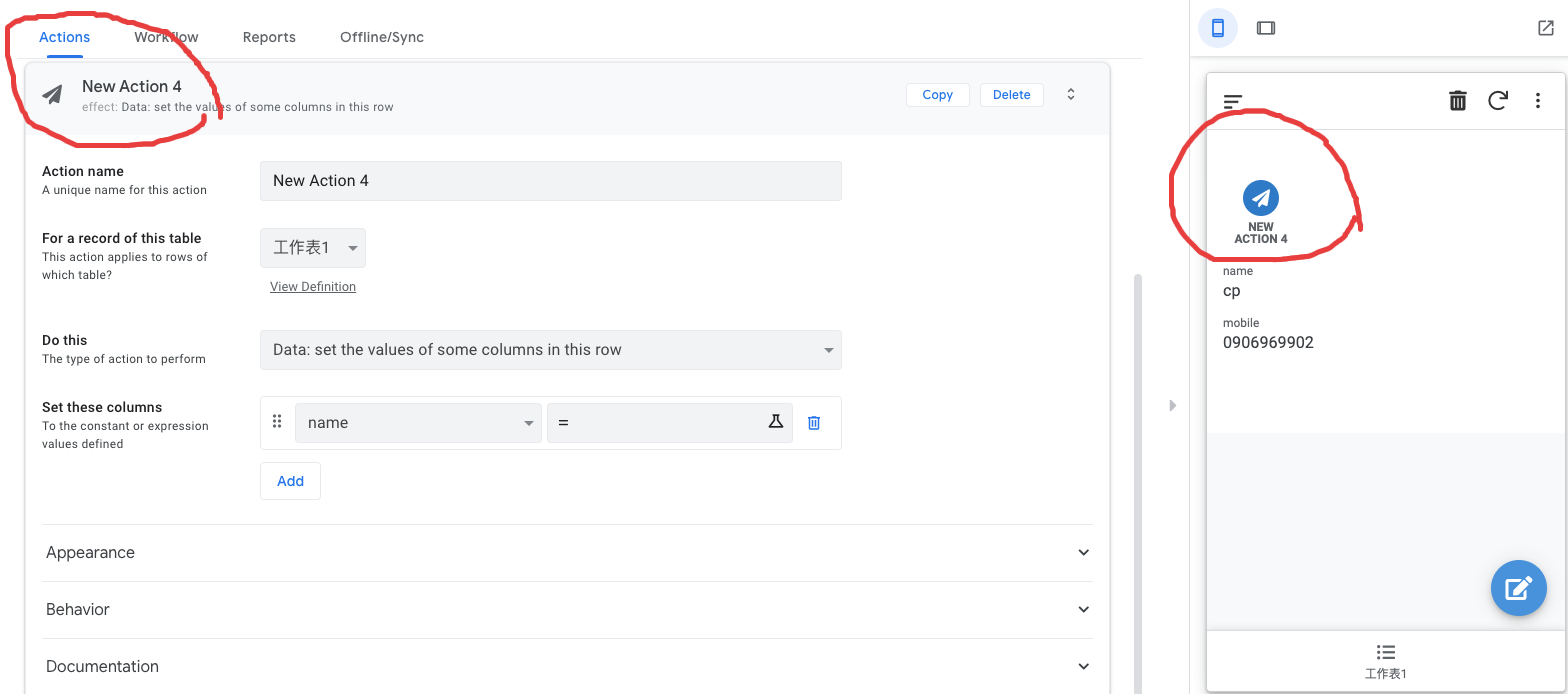 Actions Workflow Reports Offline/Sync
New Action 4
effect: Data: set the values of some columns in this row
Copy Delete
Action name
A unique name for this action
New Action 4
For a record of this table
This action applies to rows of
which table?
工作表1
View Definition
Do this
The type of action to perform
Data: set the values of some columns in this row
Set these columns
To the constant or expression
values defined
name
=
Add
Appearance
Behavior
Documentation
NEW
ACTION 4
name
cp
mobile
0906969902
工作表1